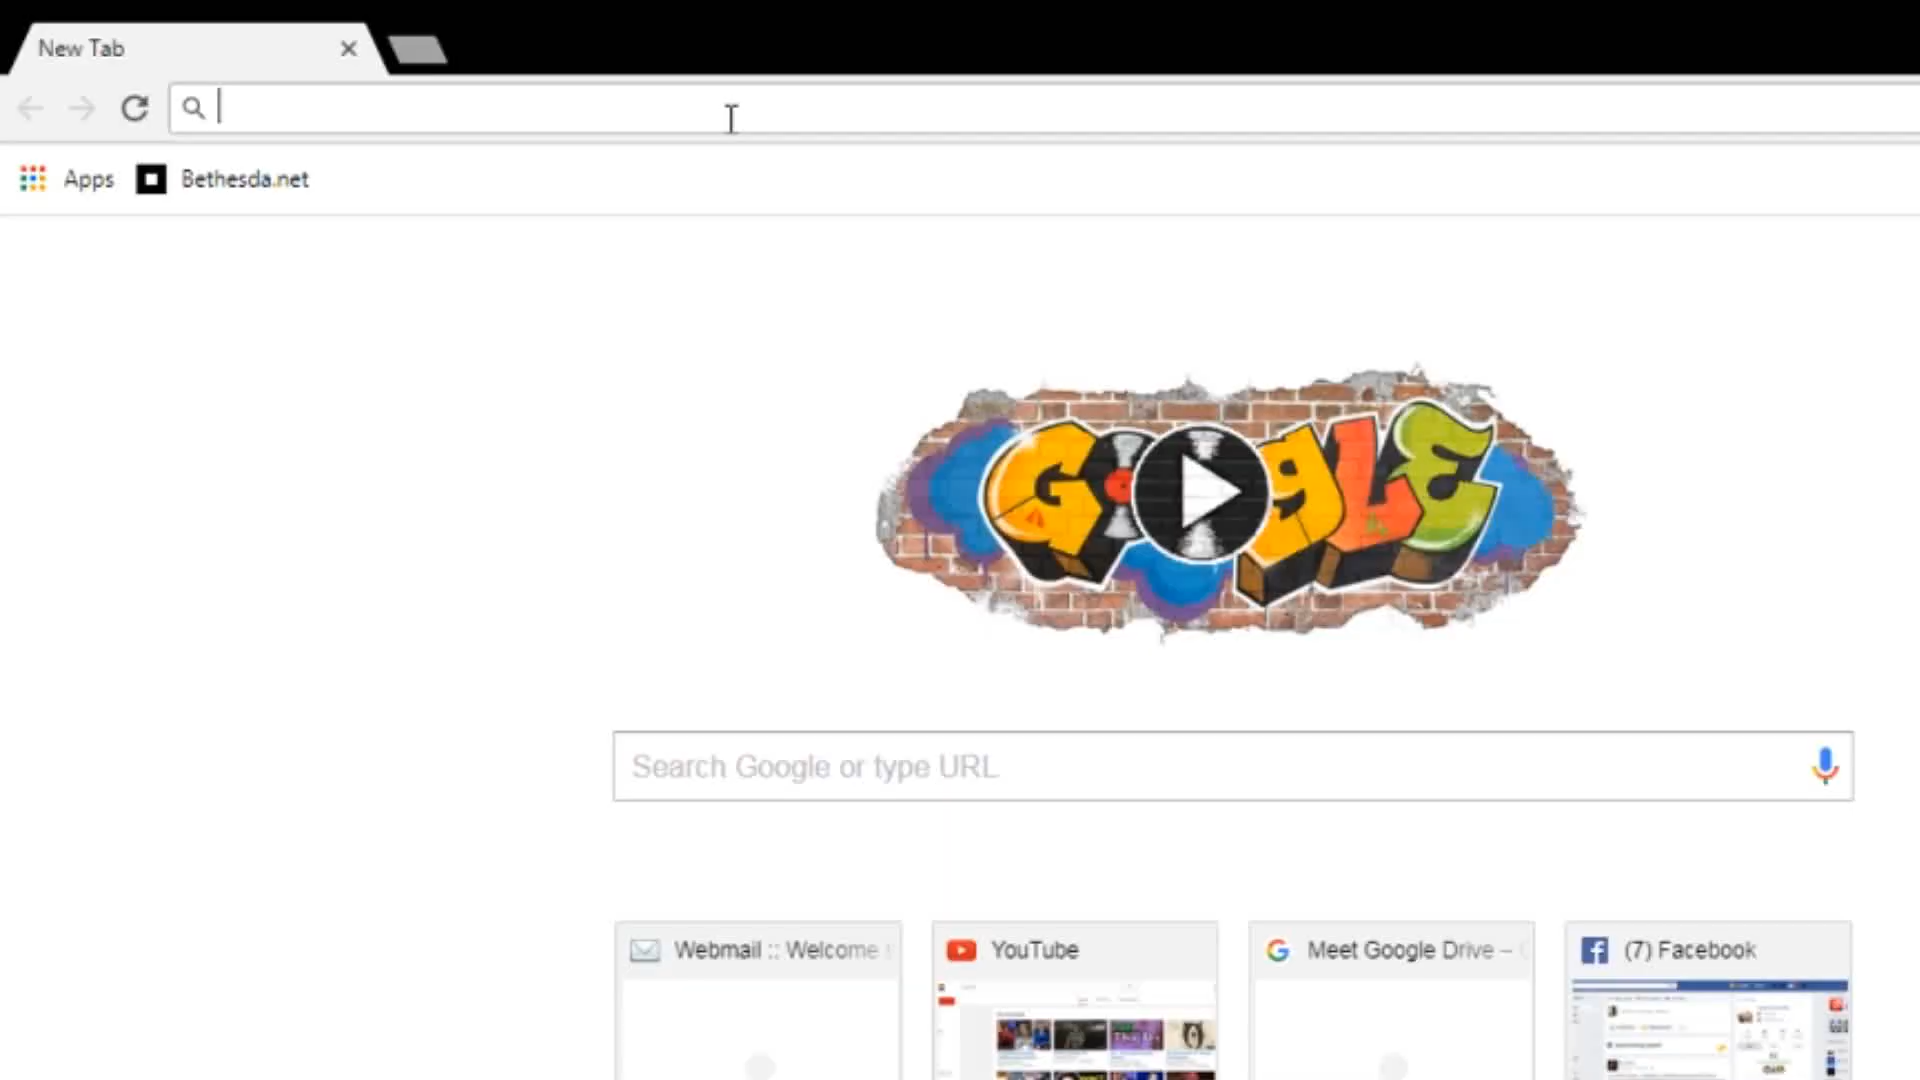 New Tab
Apps
Bethesda.net
GOOgLE
Search Google or type URL
Webmail :: Welcome
YouTube
Meet Google Drive –
(7) Facebook